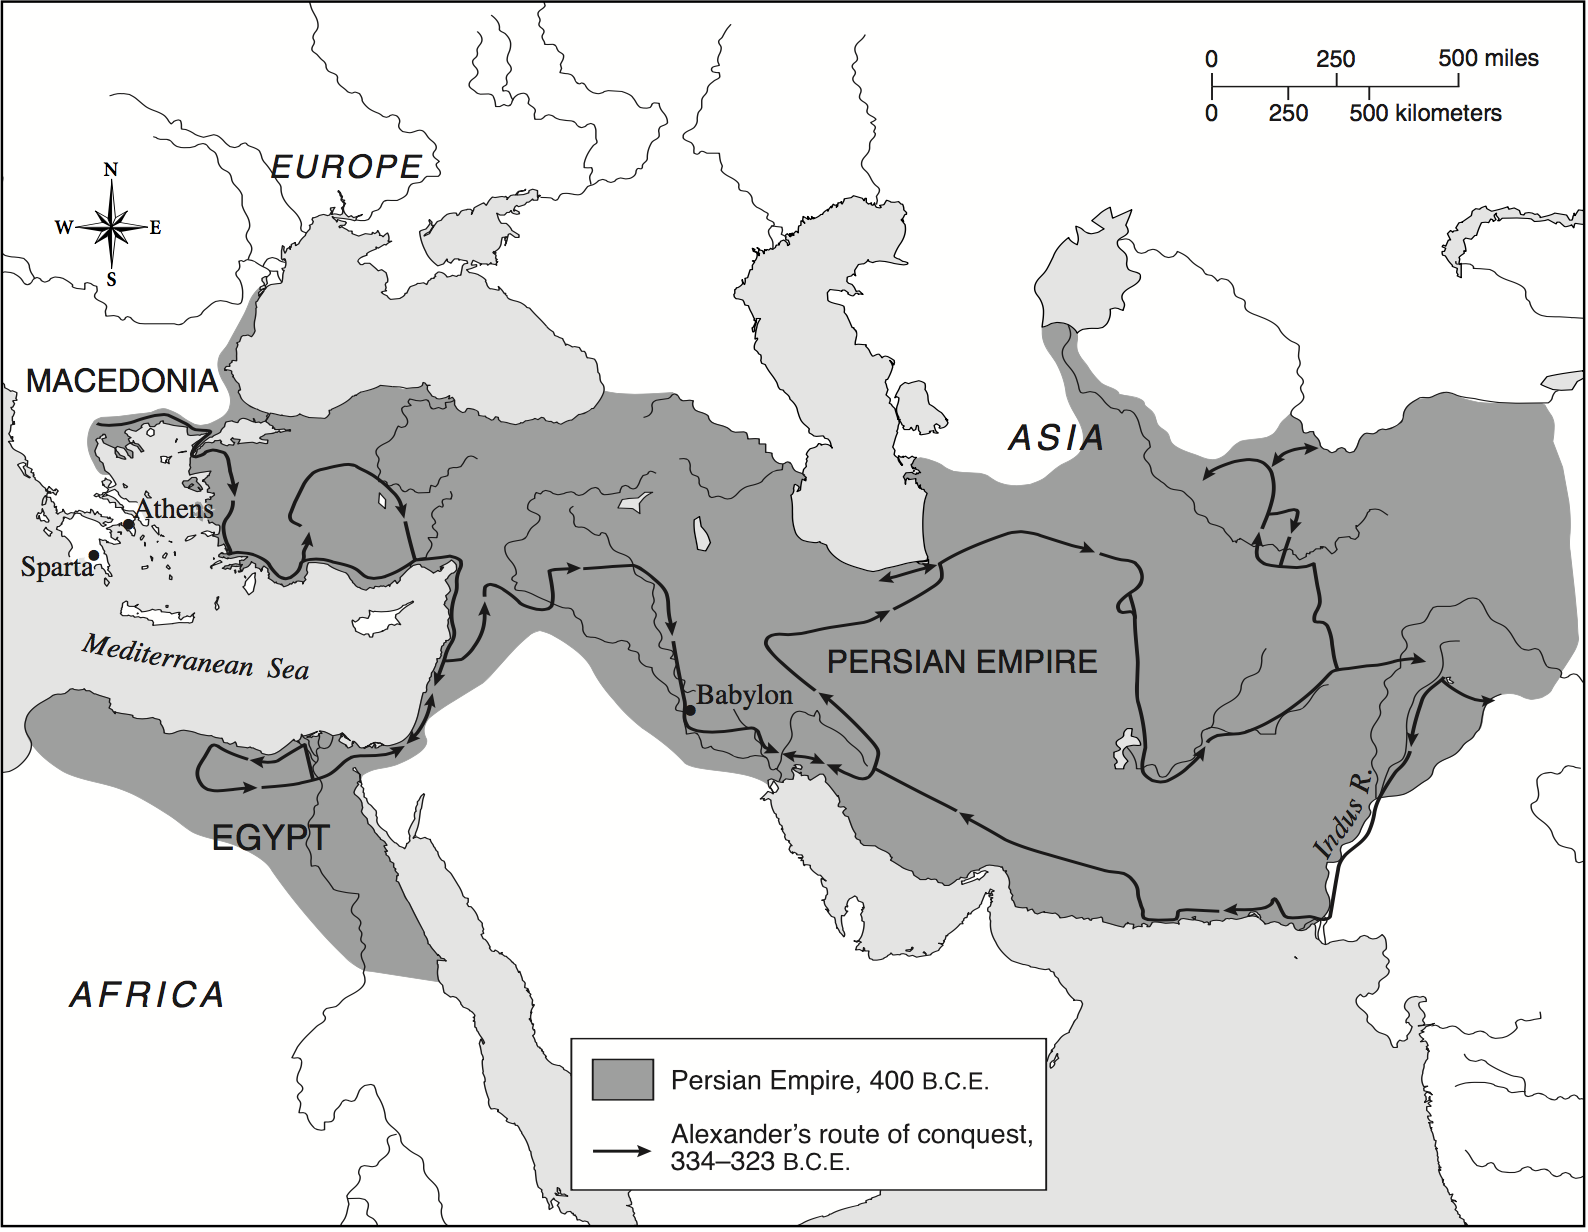 0 250 500 miles
0 250 500 kilometers
EUROPE
N
W E
S
MACEDONIA
ASIA
Athens
Sparta
Mediterranean Sea
PERSIAN EMPIRE
Babylon
Indus R.
EGYPT
AFRICA
Persian Empire, 400 B.C.E.
Alexander's route of conquest,
334–323 B.C.E.